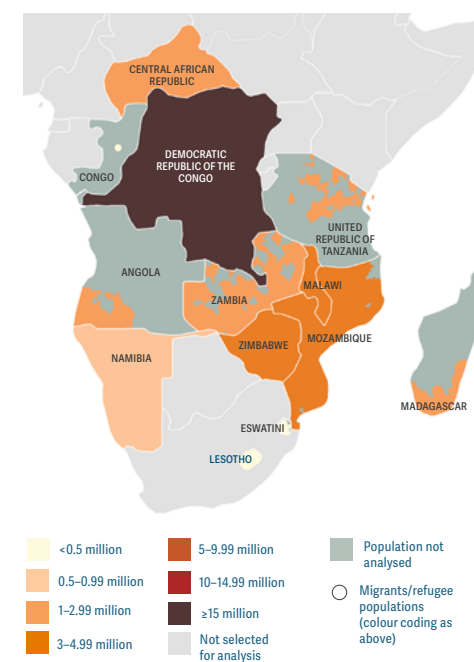 CENTRAL AFRICAN
REPUBLIC
DEMOCRATIC
REPUBLIC OF THE
CONGO
CONGO
UNITED
REPUBLIC OF
TANZANIA
ANGOLA
MALAWI
ZAMBIA
MOZAMBIQUE
ZIMBABWE
NAMIBIA
MADAGASCAR
ESWATINI
LESOTHO
<0.5 million
0.5–0.99 million
1–2.99 million
3–4.99 million
5–9.99 million
10–14.99 million
≥15 million
Not selected
for analysis
Population not
analysed
Migrants/refugee
populations
(colour coding as
above)